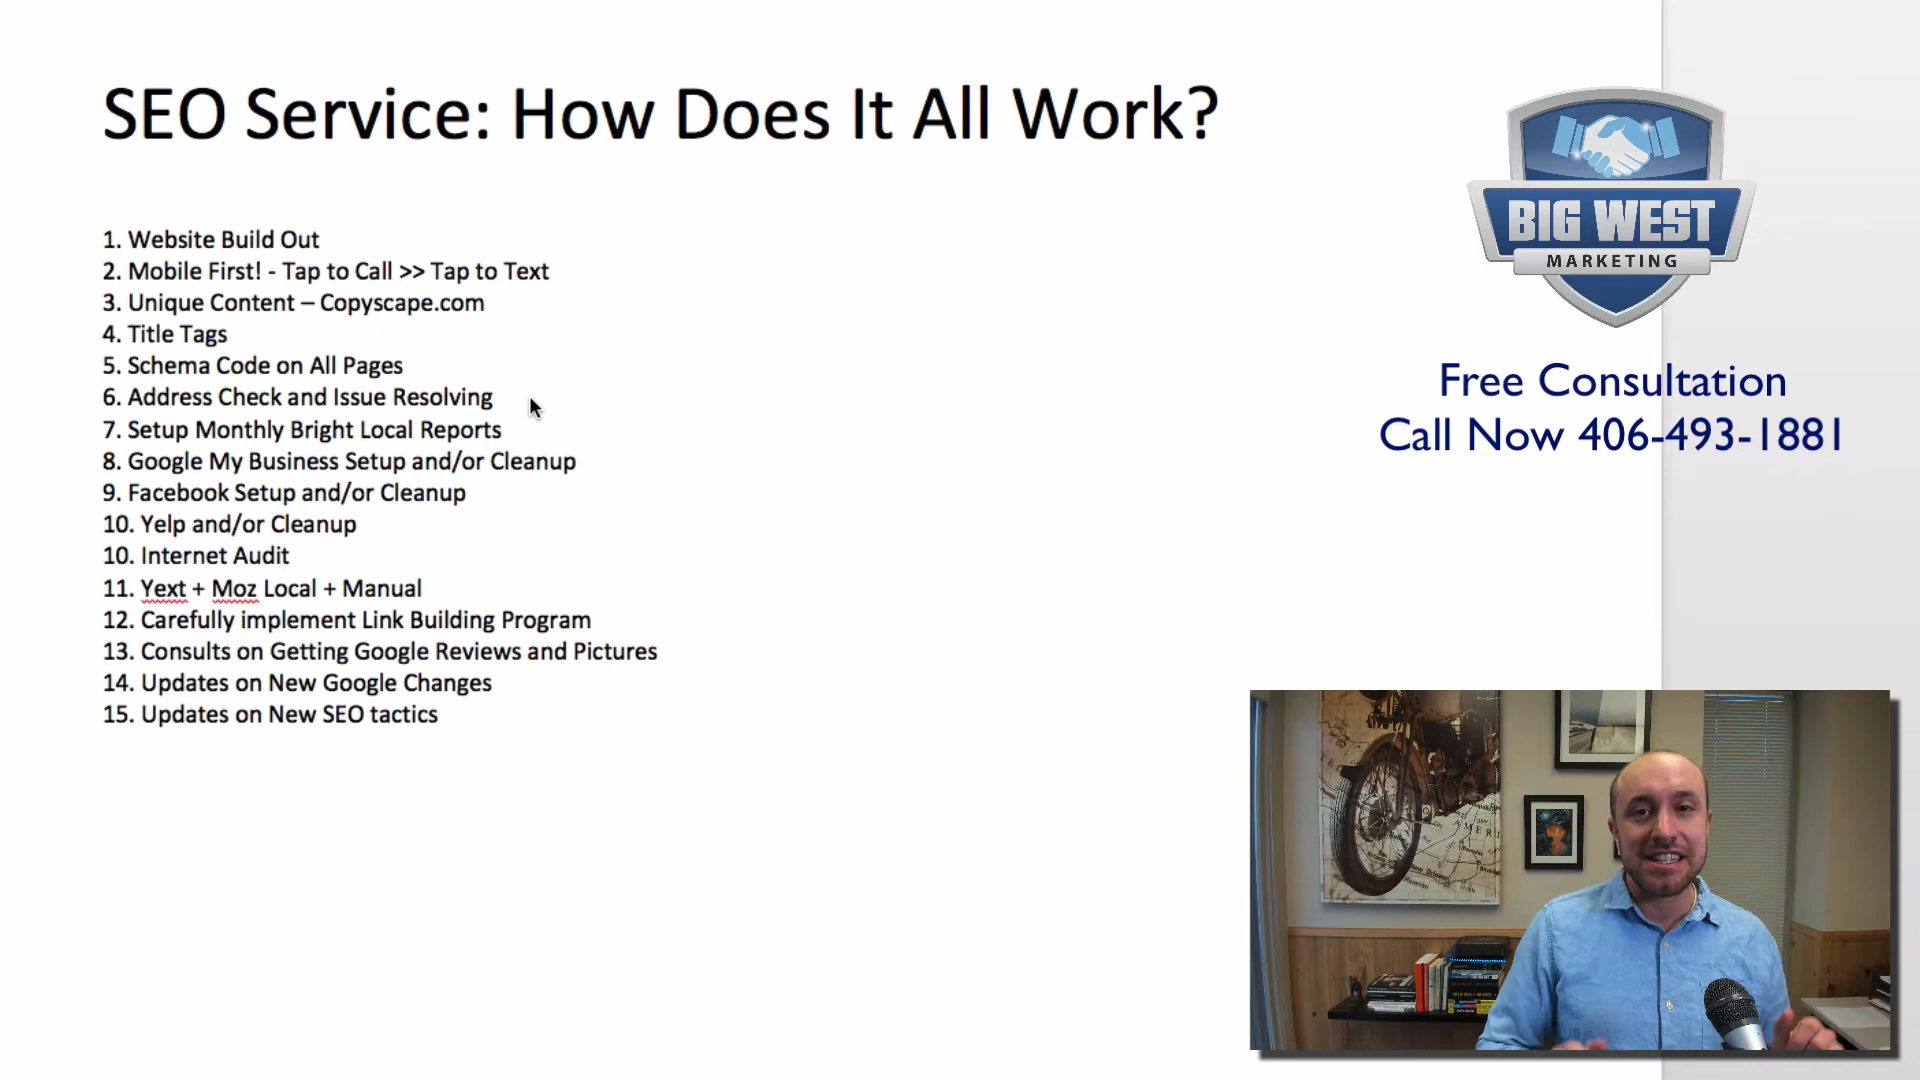 SEO Service: How Does It All Work?
1. Website Build Out
2. Mobile First! - Tap to Call >> Tap to Text
3. Unique Content – Copyscape.com
4. Title Tags
5. Schema Code on All Pages
6. Address Check and Issue Resolving
7. Setup Monthly Bright Local Reports
8. Google My Business Setup and/or Cleanup
9. Facebook Setup and/or Cleanup
10. Yelp and/or Cleanup
10. Internet Audit
11. Yext + Moz Local + Manual
12. Carefully implement Link Building Program
13. Consults on Getting Google Reviews and Pictures
14. Updates on New Google Changes
15. Updates on New SEO tactics
BIG WEST
MARKETING
Free Consultation
Call Now 406-493-1881
AMERI
New Orleans
Houston